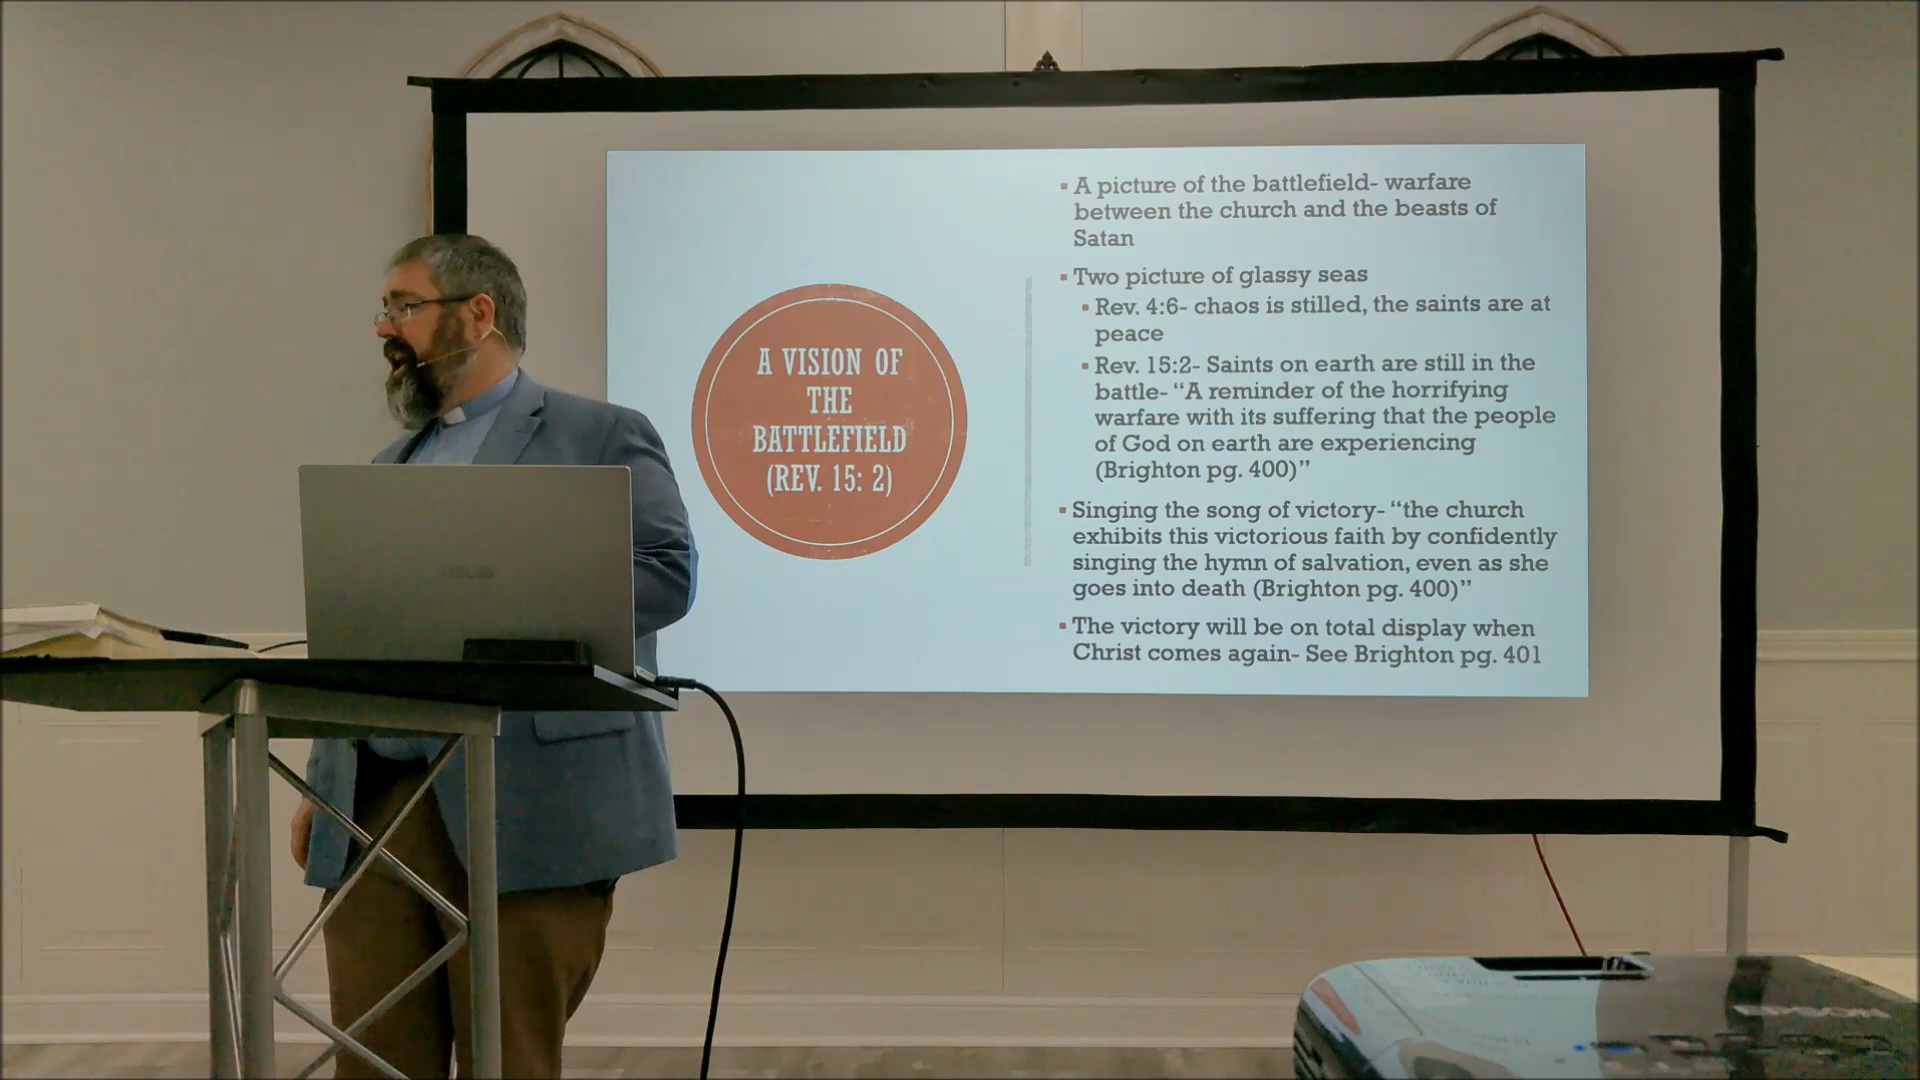 A VISION OF
THE
BATTLEFIELD
(REV. 15: 2)
▪ A picture of the battlefield- warfare
between the church and the beasts of
Satan
▪ Two picture of glassy seas
▪ Rev. 4:6- chaos is stilled, the saints are at
peace
▪ Rev. 15:2- Saints on earth are still in the
battle- “A reminder of the horrifying
warfare with its suffering that the people
of God on earth are experiencing
(Brighton pg. 400)”
▪ Singing the song of victory- “the church
exhibits this victorious faith by confidently
singing the hymn of salvation, even as she
goes into death (Brighton pg. 400)”
▪ The victory will be on total display when
Christ comes again- See Brighton pg. 401